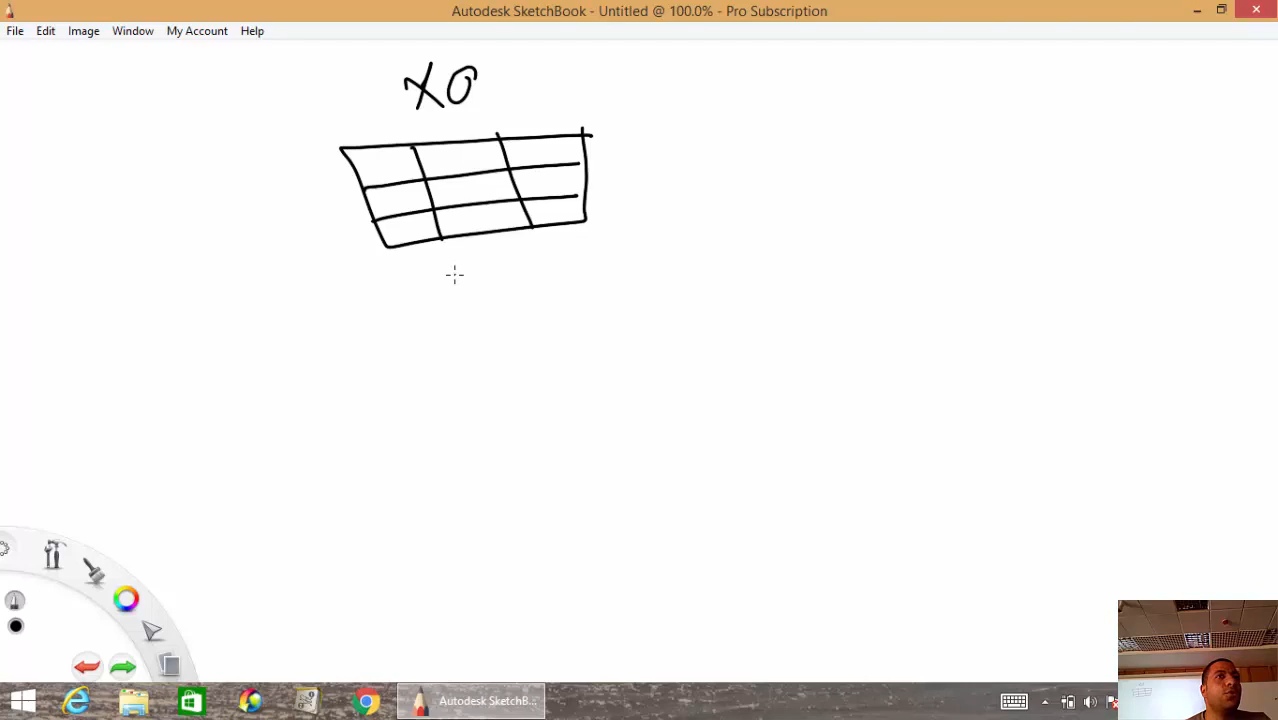 Autodesk SketchBook - Untitled @ 100.0% - Pro Subscription
File Edit Image Window My Account Help
XO
Autodesk SketchB...